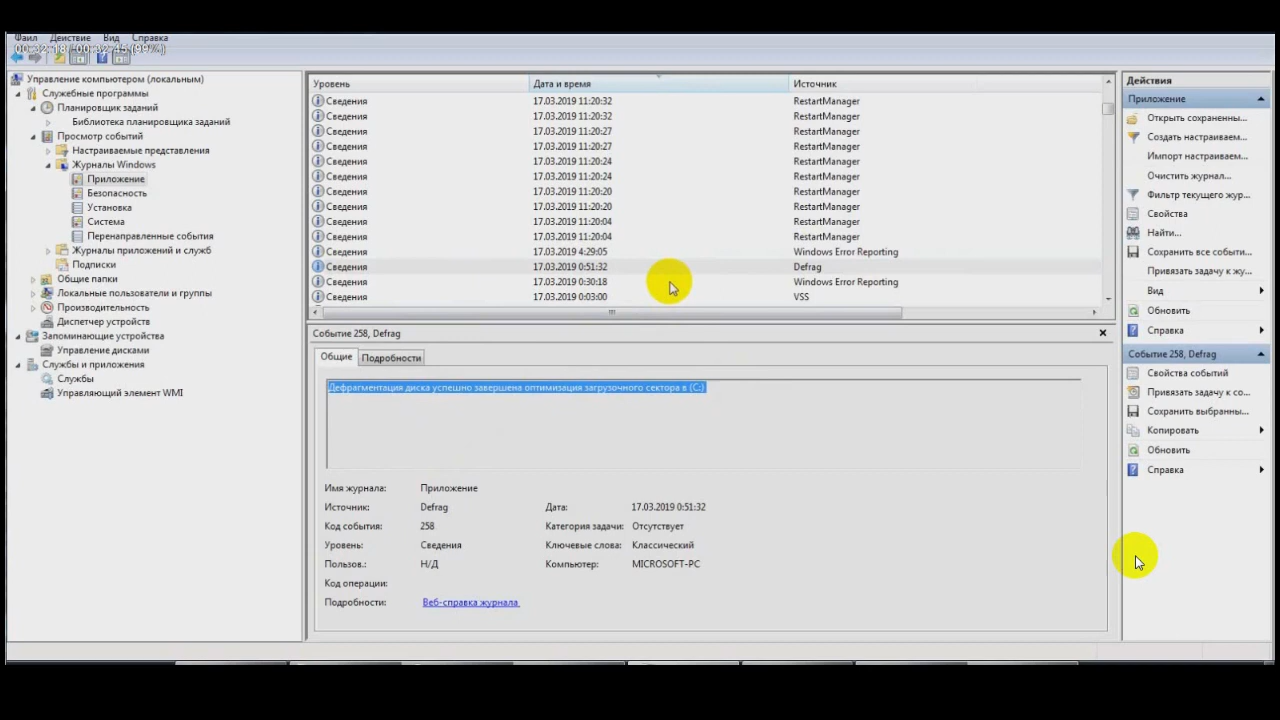 Файл Действие Вид Справка
00:32:18 / 00:32:45 (99%)
Управление компьютером (локальным)
Служебные программы
Планировщик заданий
Библиотека планировщика заданий
Просмотр событий
Настраиваемые представления
Журналы Windows
Приложение
Безопасность
Установка
Система
Перенаправленные события
Журналы приложений и служб
Подписки
Общие папки
Локальные пользователи и группы
Производительность
Диспетчер устройств
Запоминающие устройства
Управление дисками
Службы и приложения
Службы
Управляющий элемент WMI
Уровень Дата и время Источник
Сведения 17.03.2019 11:20:32 RestartManager
Сведения 17.03.2019 11:20:32 RestartManager
Сведения 17.03.2019 11:20:27 RestartManager
Сведения 17.03.2019 11:20:27 RestartManager
Сведения 17.03.2019 11:20:24 RestartManager
Сведения 17.03.2019 11:20:24 RestartManager
Сведения 17.03.2019 11:20:20 RestartManager
Сведения 17.03.2019 11:20:20 RestartManager
Сведения 17.03.2019 11:20:04 RestartManager
Сведения 17.03.2019 11:20:04 RestartManager
Сведения 17.03.2019 4:29:05 Windows Error Reporting
Сведения 17.03.2019 0:51:32 Defrag
Сведения 17.03.2019 0:30:18 Windows Error Reporting
Сведения 17.03.2019 0:03:00 VSS
Событие 258, Defrag
Общие Подробности
Дефрагментация диска успешно завершена оптимизация загрузочного сектора в (C:)
Имя журнала: Приложение
Источник: Defrag Дата: 17.03.2019 0:51:32
Код события: 258 Категория задачи: Отсутствует
Уровень: Сведения Ключевые слова: Классический
Пользов.: Н/Д Компьютер: MICROSOFT-PC
Код операции:
Подробности: Веб-справка журнала
Действия
Приложение
Открыть сохраненны...
Создать настраиваем...
Импорт настраиваем...
Очистить журнал...
Фильтр текущего жур...
Свойства
Найти...
Сохранить все событи...
Привязать задачу к жу...
Вид
Обновить
Справка
Событие 258, Defrag
Свойства событий
Привязать задачу к со...
Сохранить выбранны...
Копировать
Обновить
Справка